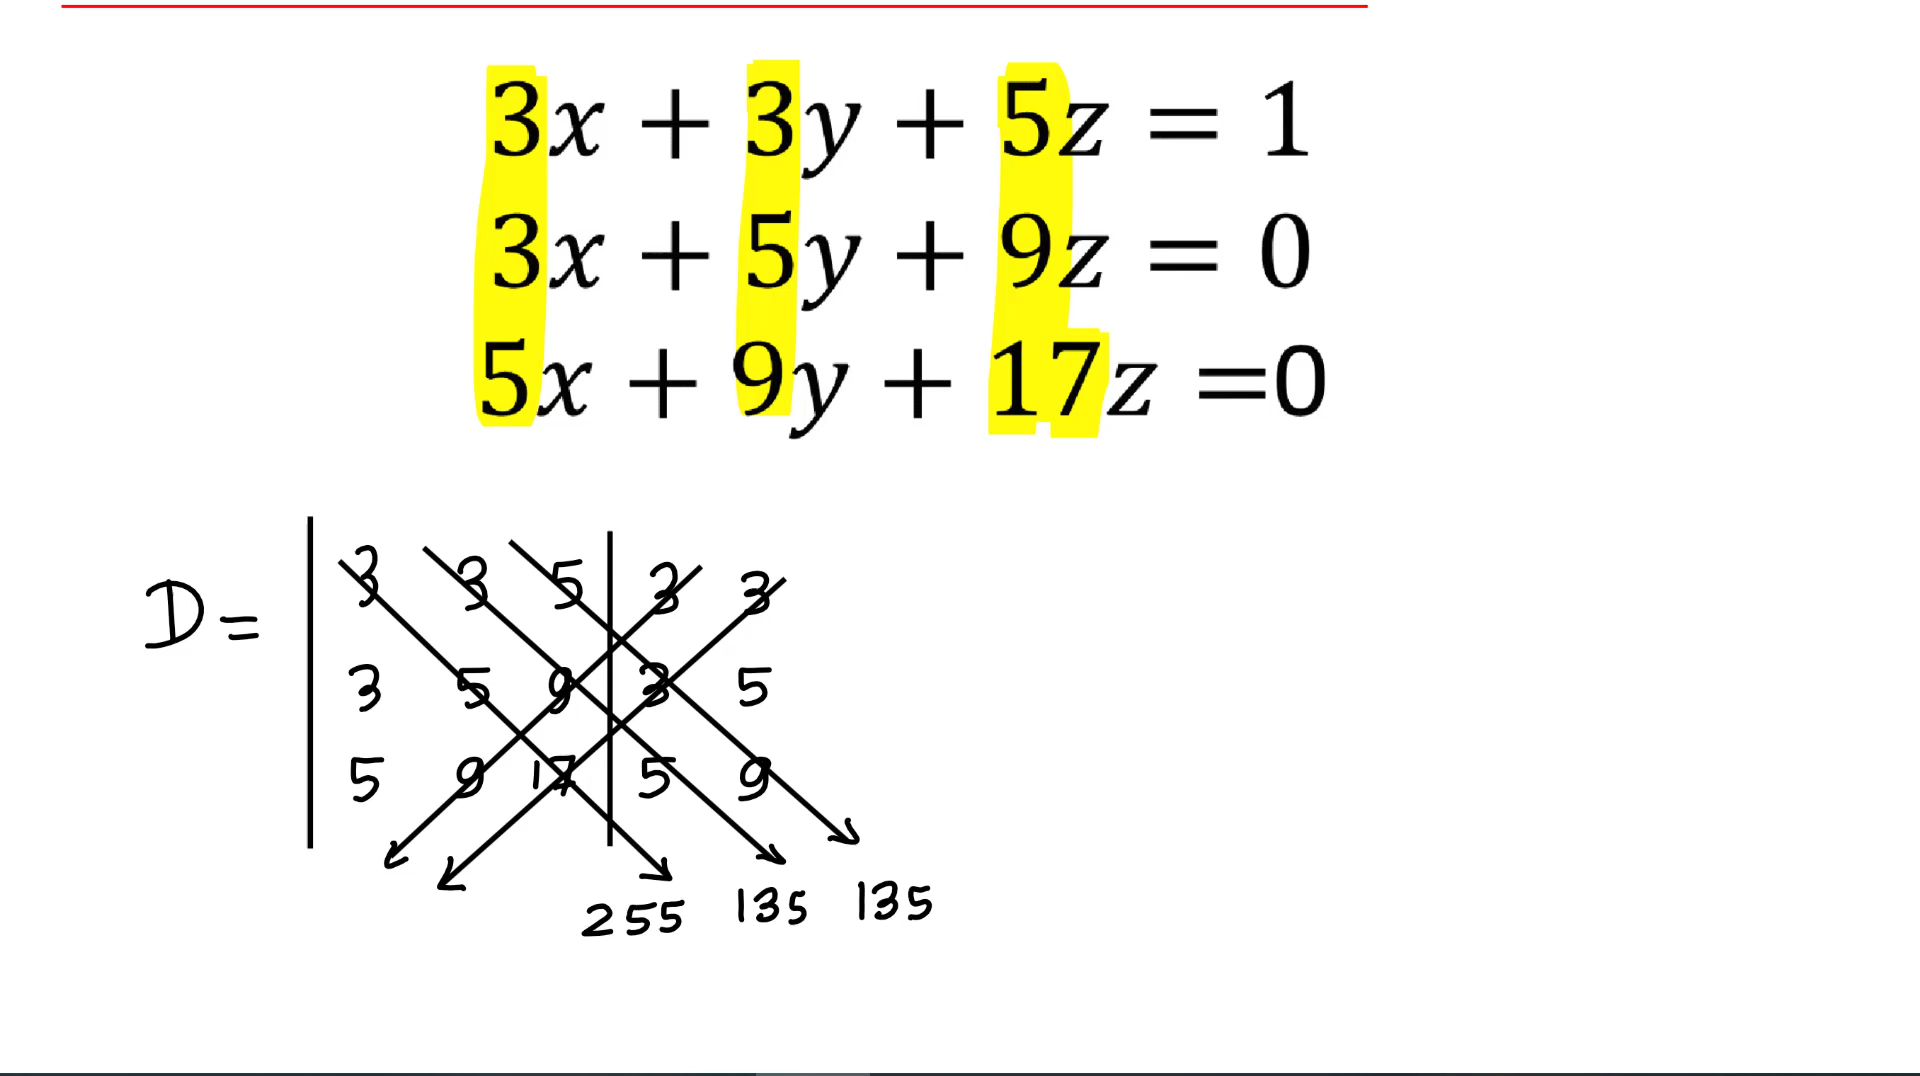 3x + 3y + 5z = 1
3x + 5y + 9z = 0
5x + 9y + 17z =0
D = 3 3 5 3 3
3 5 9 3 5
5 9 17 5 9
255 135 135